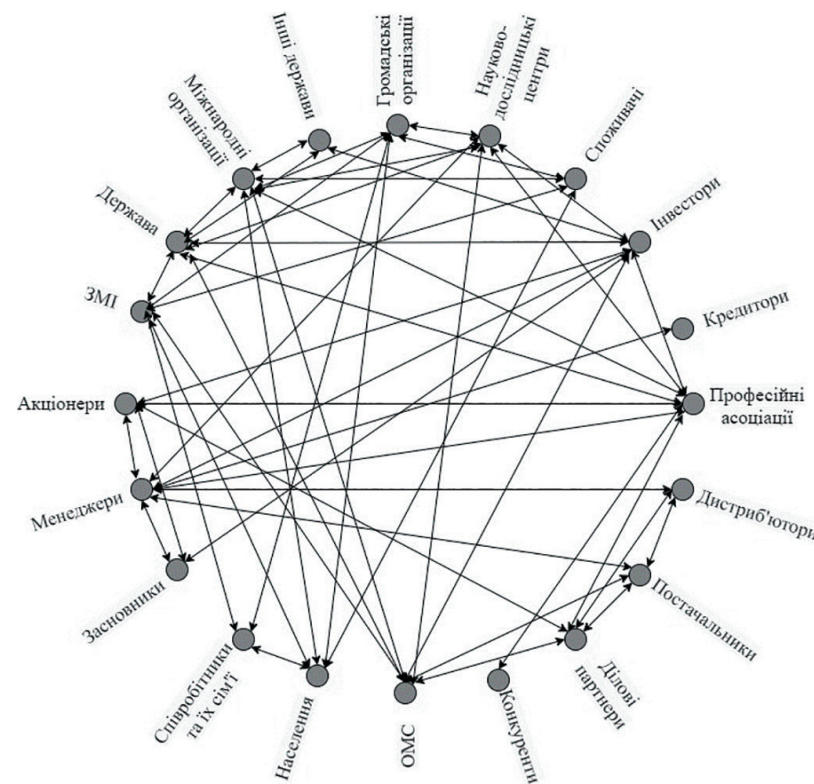 Громадські
організації
Науково-
дослідницькі
центри
Споживачі
Інвестори
Кредитори
Професійні
асоціації
Дистриб'ютори
Постачальники
Ділові
партнери
Конкуренти
ОМС
Населення
Співробітники
та їх сім'ї
Засновники
Менеджери
Акціонери
ЗМІ
Держава
Міжнародні
організації
Інші держави